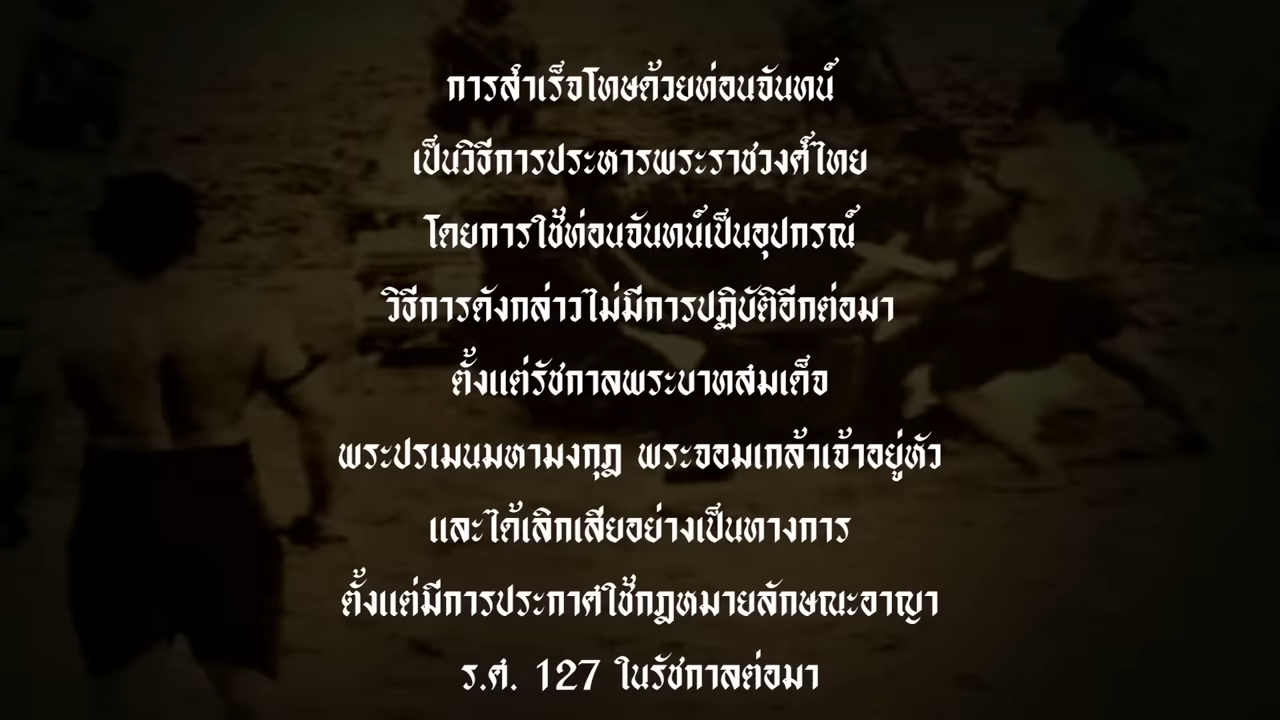 การสำเร็จโทษด้วยท่อนจันทน์
เป็นวิธีการประหารพระราชวงศ์ไทย
โดยการใช้ท่อนจันทน์เป็นอุปกรณ์
วิธีการดังกล่าวไม่มีการปฏิบัติอีกต่อมา
ตั้งแต่รัชกาลพระบาทสมเด็จ
พระปรเมนมหามงกุฎ พระจอมเกล้าเจ้าอยู่หัว
และได้เลิกเสียอย่างเป็นทางการ
ตั้งแต่มีการประกาศใช้กฎหมายลักษณะอาญา
ร.ศ. 127 ในรัชกาลต่อมา